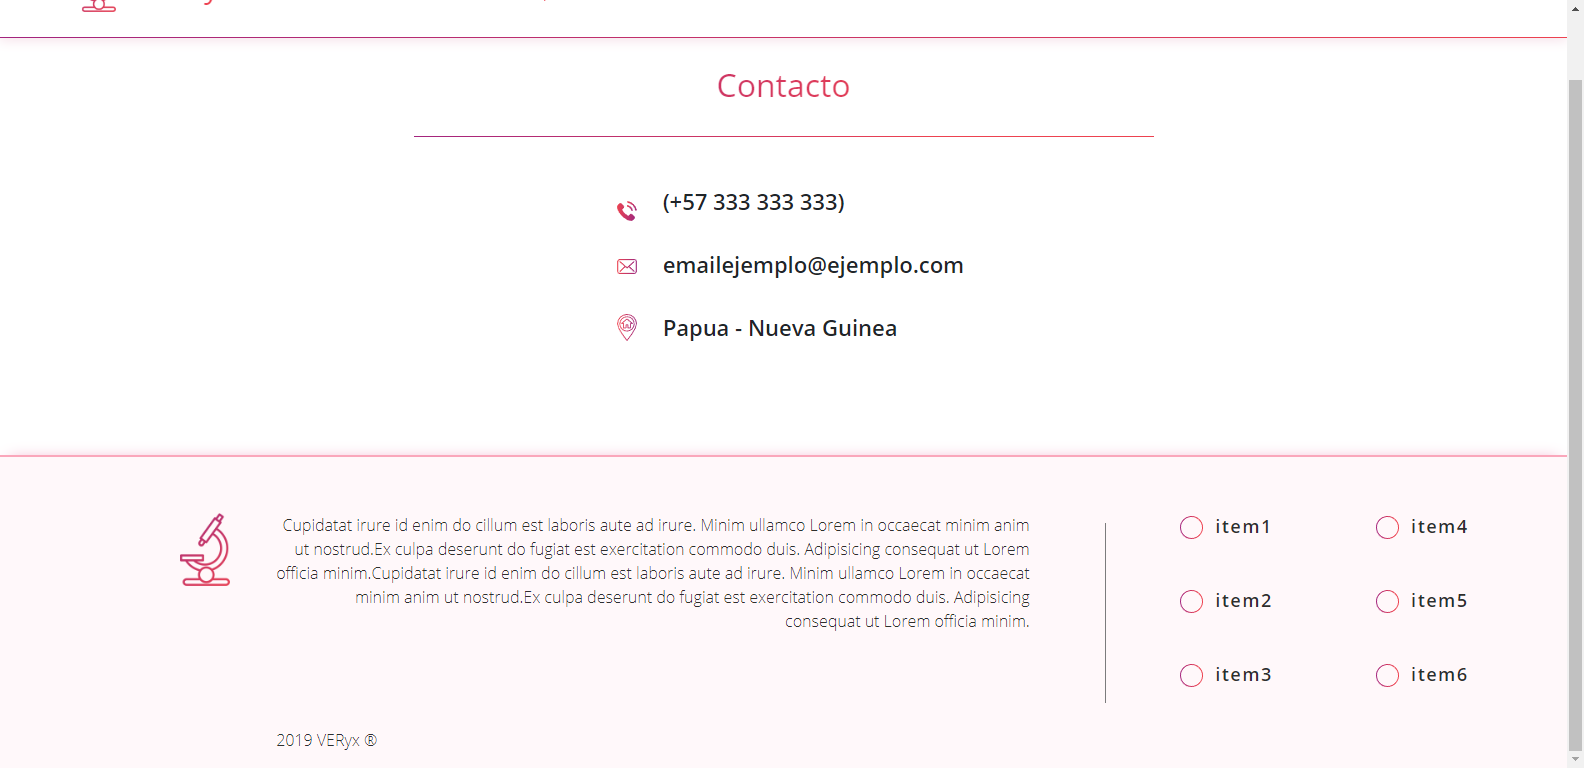 Contacto
(+57 333 333 333)
emailejemplo@ejemplo.com
Papua - Nueva Guinea
Cupidatat irure id enim do cillum est laboris aute ad irure. Minim ullamco Lorem in occaecat minim anim
ut nostrud.Ex culpa deserunt do fugiat est exercitation commodo duis. Adipisicing consequat ut Lorem
officia minim.Cupidatat irure id enim do cillum est laboris aute ad irure. Minim ullamco Lorem in occaecat
minim anim ut nostrud.Ex culpa deserunt do fugiat est exercitation commodo duis. Adipisicing
consequat ut Lorem officia minim.
item1
item4
item2
item5
item3
item6
2019 VERyx ®